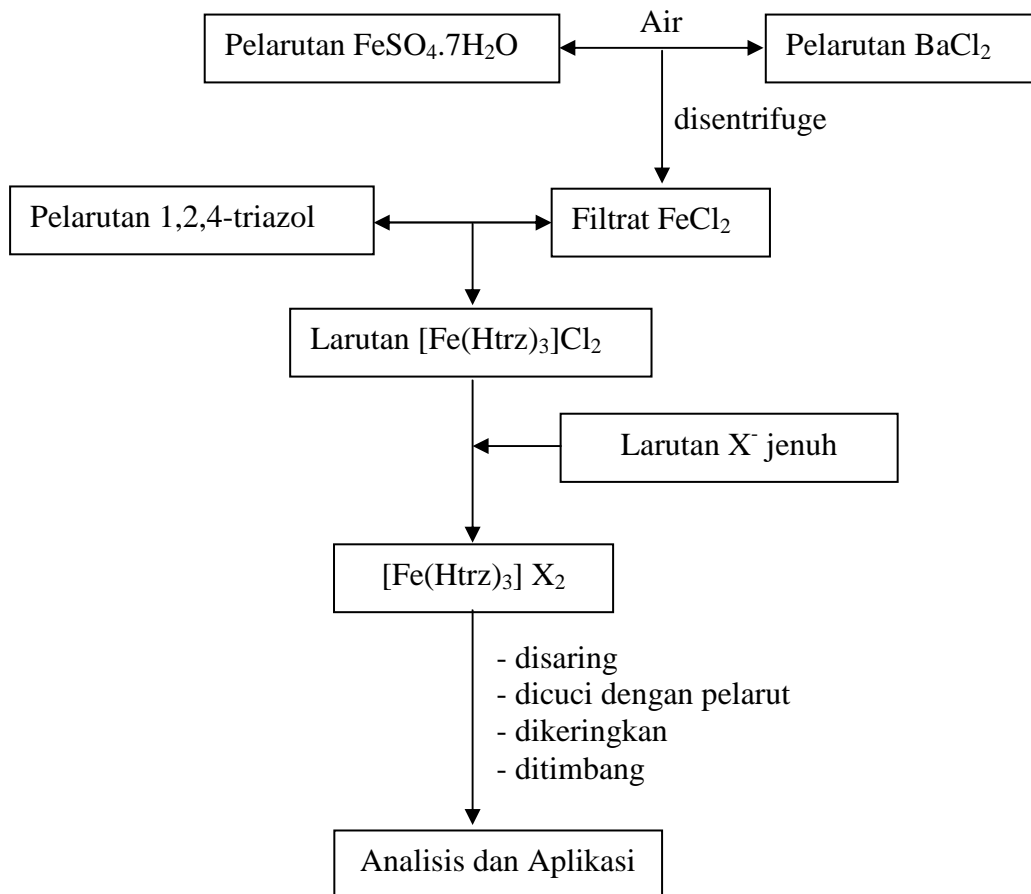 Air
Pelarutan FeSO₄.7H₂O
Pelarutan BaCl₂
disentrifuge
Pelarutan 1,2,4-triazol
Filtrat FeCl₂
Larutan [Fe(Htrz)₃]Cl₂
Larutan X⁻ jenuh
[Fe(Htrz)₃] X₂
- disaring
- dicuci dengan pelarut
- dikeringkan
- ditimbang
Analisis dan Aplikasi